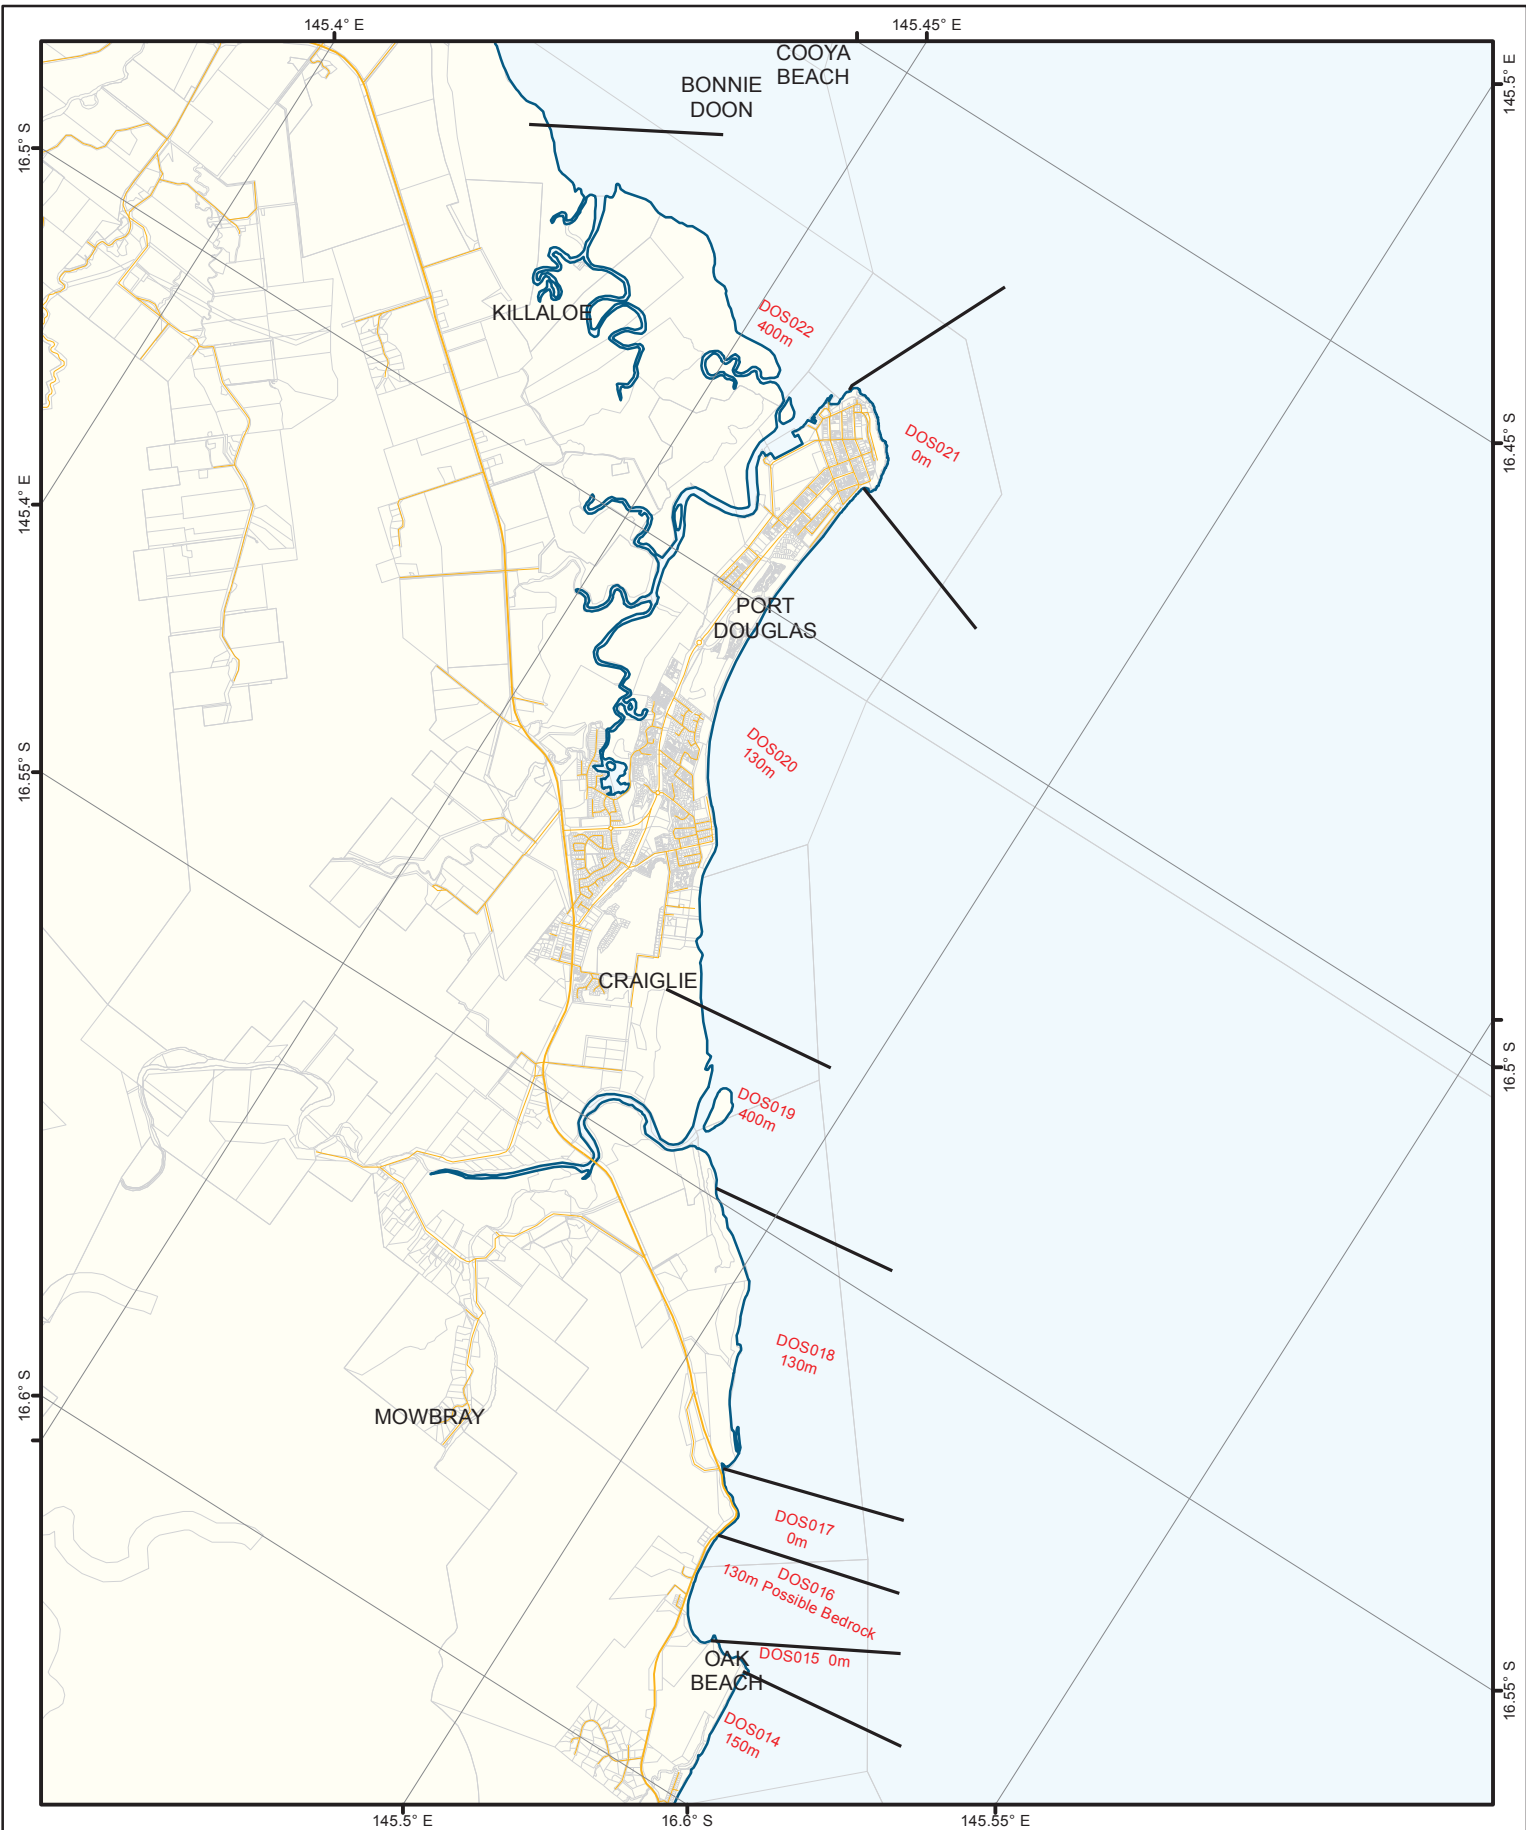 145.4° E
145.45° E
COOYA
BEACH
BONNIE
DOON
145.5° E
16.5° S
KILLALOE
DOS022
400m
DOS021
0m
16.45° S
145.4° E
PORT
DOUGLAS
DOS020
130m
16.55° S
CRAIGLIE
16.5° S
DOS019
400m
DOS018
130m
16.6° S
MOWBRAY
DOS017
0m
DOS016
130m Possible Bedrock
DOS015 0m
OAK
BEACH
16.55° S
DOS014
150m
145.5° E
16.6° S
145.55° E